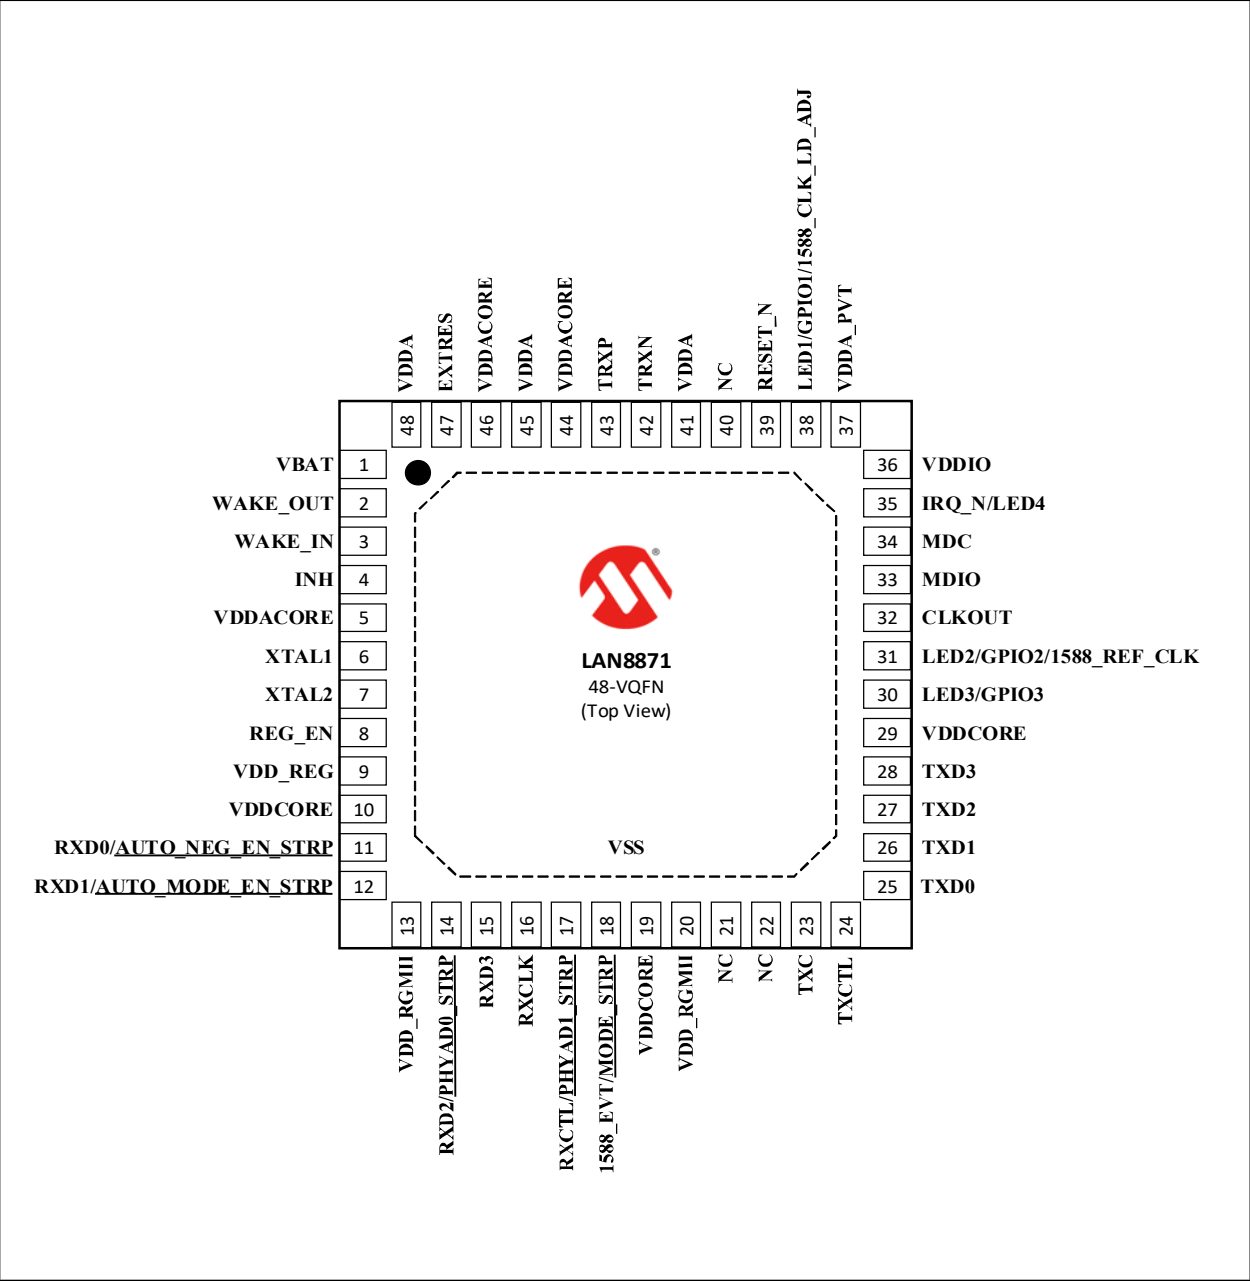 LED1/GPIO1/1588_CLK_LD_ADJ
VDDA
EXTRES
VDDACORE
VDDA
VDDACORE
TRXP
TRXN
VDDA
NC
RESET_N
VDDA_PVT
48
47
46
45
44
43
42
41
40
39
38
37
VBAT 1
WAKE_OUT 2
WAKE_IN 3
INH 4
VDDACORE 5
XTAL1 6
XTAL2 7
REG_EN 8
VDD_REG 9
VDDCORE 10
RXD0/AUTO_NEG_EN_STRP 11
RXD1/AUTO_MODE_EN_STRP 12
®
LAN8871
48-VQFN
(Top View)
VSS
36 VDDIO
35 IRQ_N/LED4
34 MDC
33 MDIO
32 CLKOUT
31 LED2/GPIO2/1588_REF_CLK
30 LED3/GPIO3
29 VDDCORE
28 TXD3
27 TXD2
26 TXD1
25 TXD0
13
14
15
16
17
18
19
20
21
22
23
24
VDD_RGMII
RXD2/PHYAD0_STRP
RXD3
RXCLK
RXCTL/PHYAD1_STRP
1588_EVT/MODE_STRP
VDDCORE
VDD_RGMII
NC
NC
TXC
TXCTL